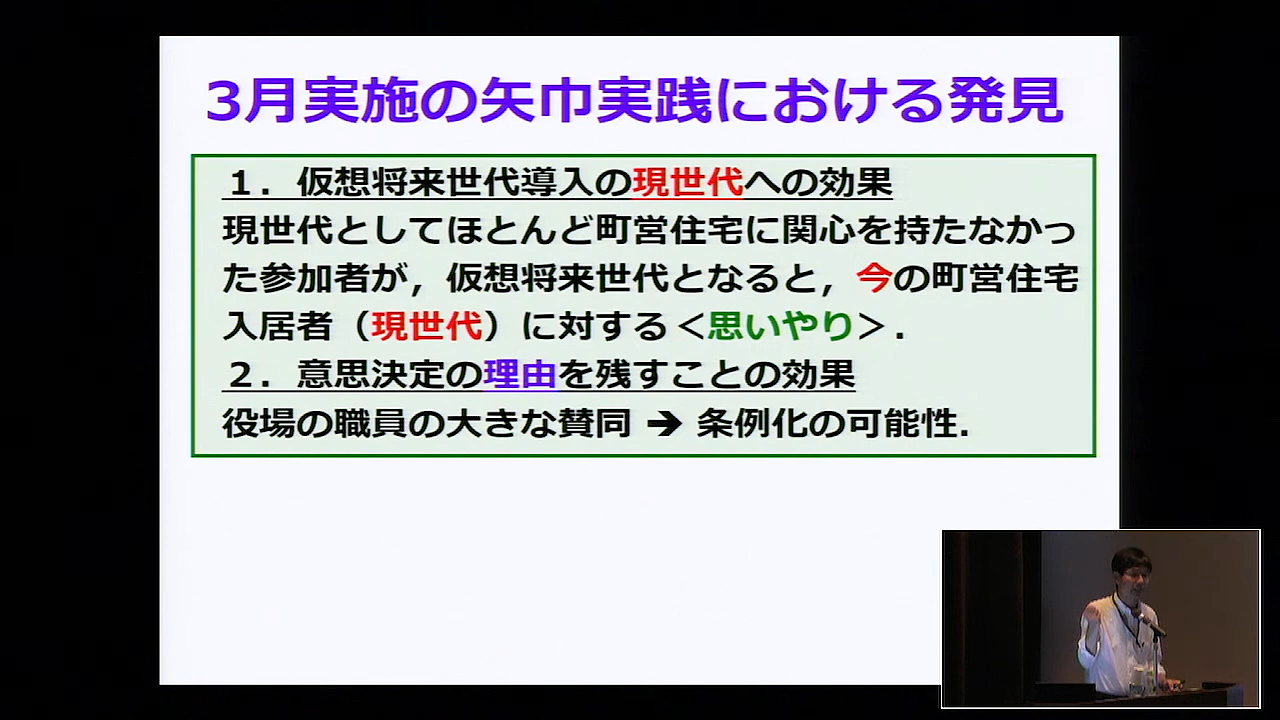 3月実施の矢巾実践における発見
１．仮想将来世代導入の現世代への効果
現世代としてほとんど町営住宅に関心を持たなかっ
た参加者が，仮想将来世代となると，今の町営住宅
入居者（現世代）に対する＜思いやり＞．
２．意思決定の理由を残すことの効果
役場の職員の大きな賛同 ➔ 条例化の可能性.